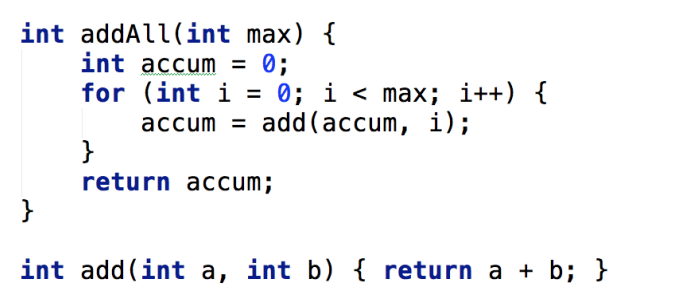 int addAll(int max) {
    int accum = 0;
    for (int i = 0; i < max; i++) {
        accum = add(accum, i);
    }
    return accum;
}

int add(int a, int b) { return a + b; }